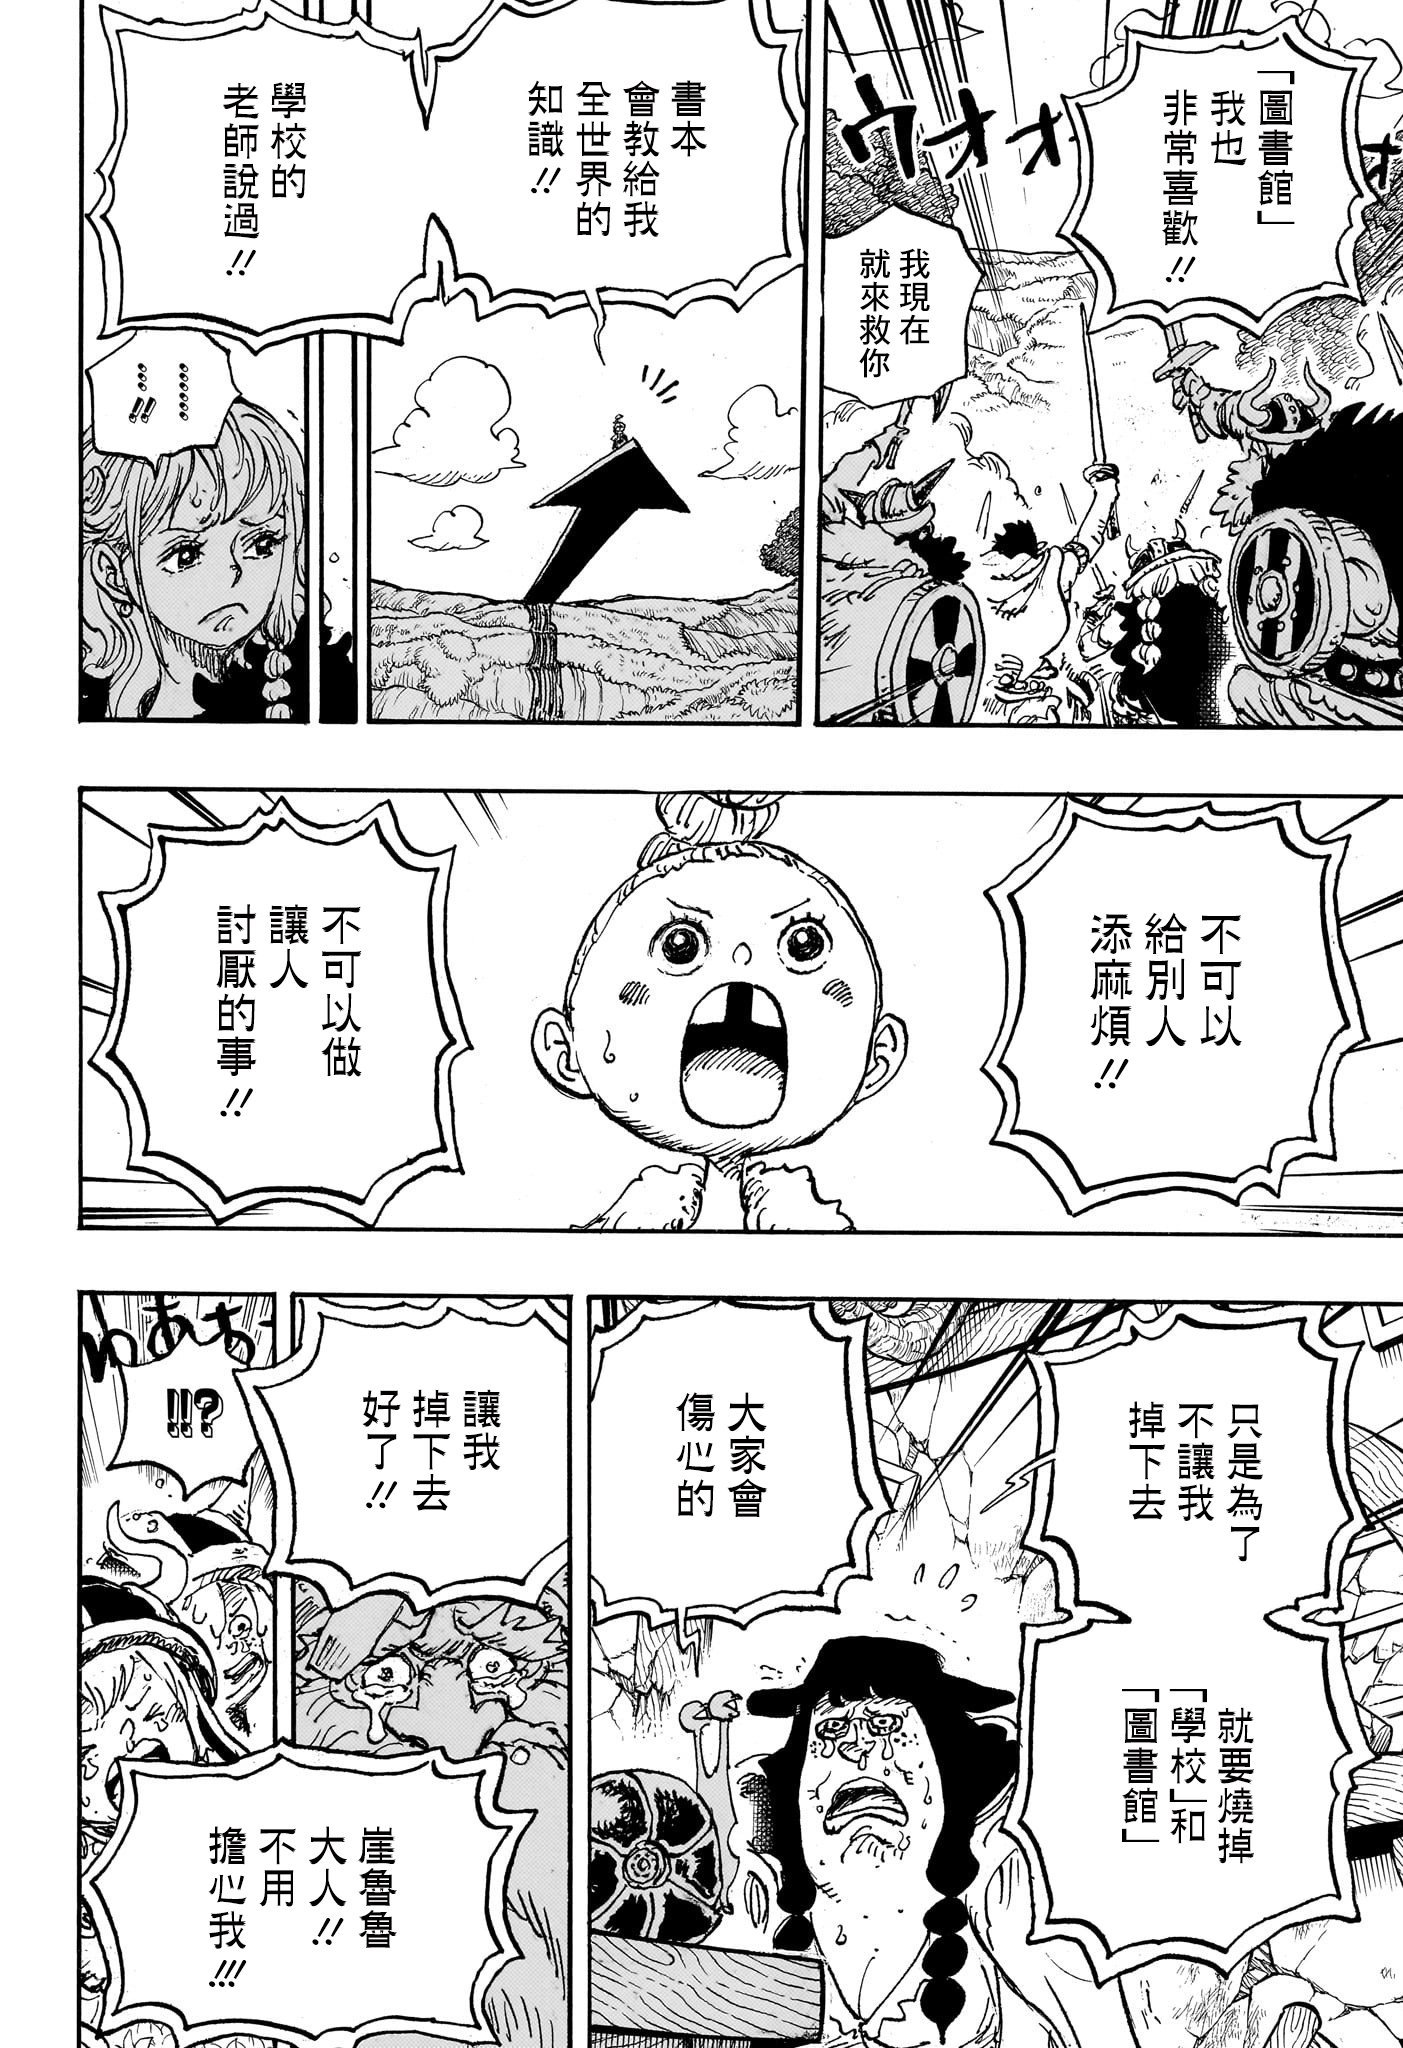 「圖書館」
我也
非常喜歡!!
ウオオオ
我現在
就來救你
書本
會教給我
全世界的
知識!!
學校的
老師說過!!
……
……!!
不可以
給別人
添麻煩!!
不可以做
讓人
討厭的事!!
只是為了
不讓我
掉下去
就要燒掉
「學校」和
「圖書館」
大家會
傷心的
讓我
掉下去
好了!!
崖魯魯
大人!!
不用
擔心我!!!
!!?